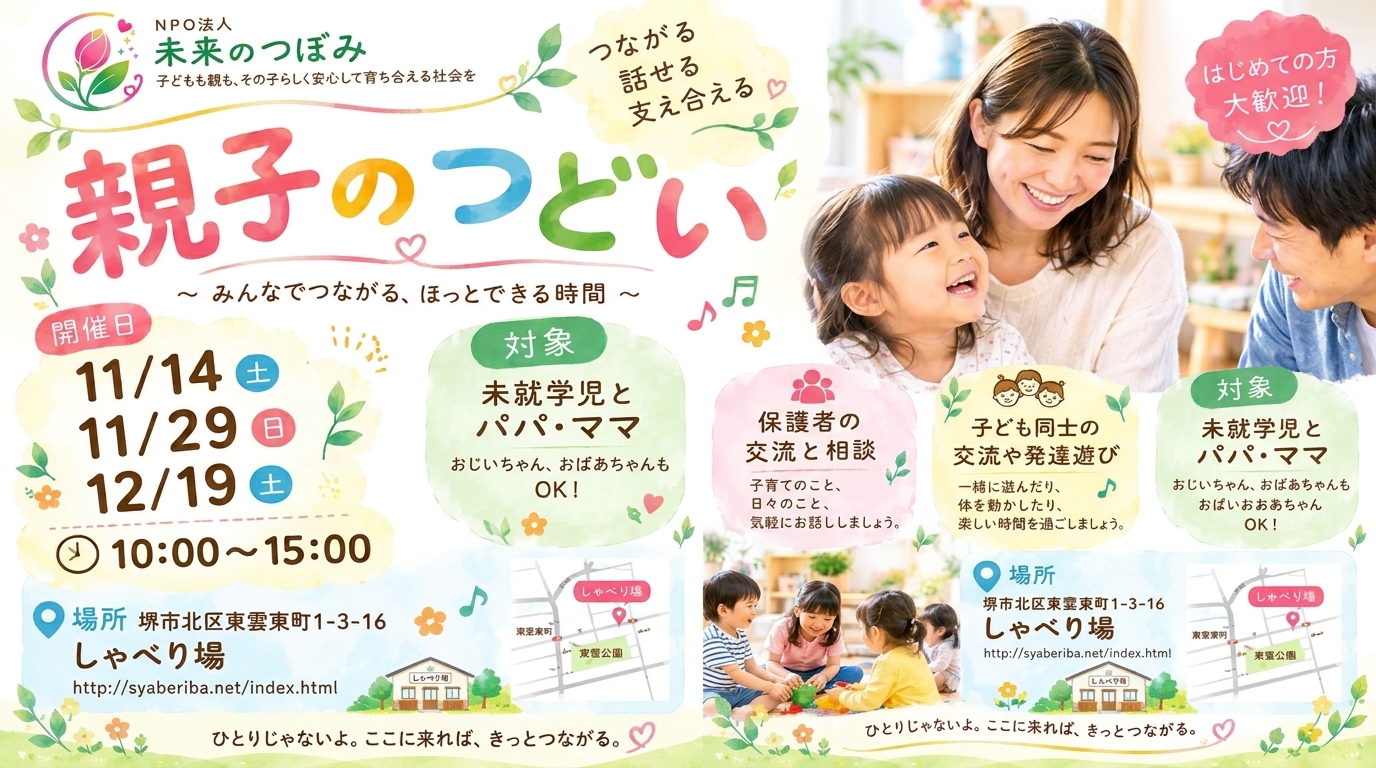 NPO法人
未来のつぼみ
子どもも親も、その子らしく安心して育ち合える社会を
つながる
話せる
支え合える
はじめての方
大歓迎!
親子のつどい
～ みんなでつながる、ほっとできる時間 ～
開催日
11/14 土
11/29 日
12/19 土
10:00～15:00
対象
未就学児と
パパ・ママ
おじいちゃん、おばあちゃんも
OK!
保護者の
交流と相談
子育てのこと、
日々のこと、
気軽にお話ししましょう。
子ども同士の
交流や発達遊び
一緒に遊んだり、
体を動かしたり、
楽しい時間を過ごしましょう。
対象
未就学児と
パパ・ママ
おじいちゃん、おばあちゃんも
おばいおおあちゃん
OK!
場所 堺市北区東雲東町1-3-16
しゃべり場
http://syaberiba.net/index.html
しゃべり場
ひとりじゃないよ。ここに来れば、きっとつながる。
場所
堺市北区東雲東町1-3-16
しゃべり場
http://syaberiba.net/index.html
しゃべり場
ひとりじゃないよ。ここに来れば、きっとつながる。